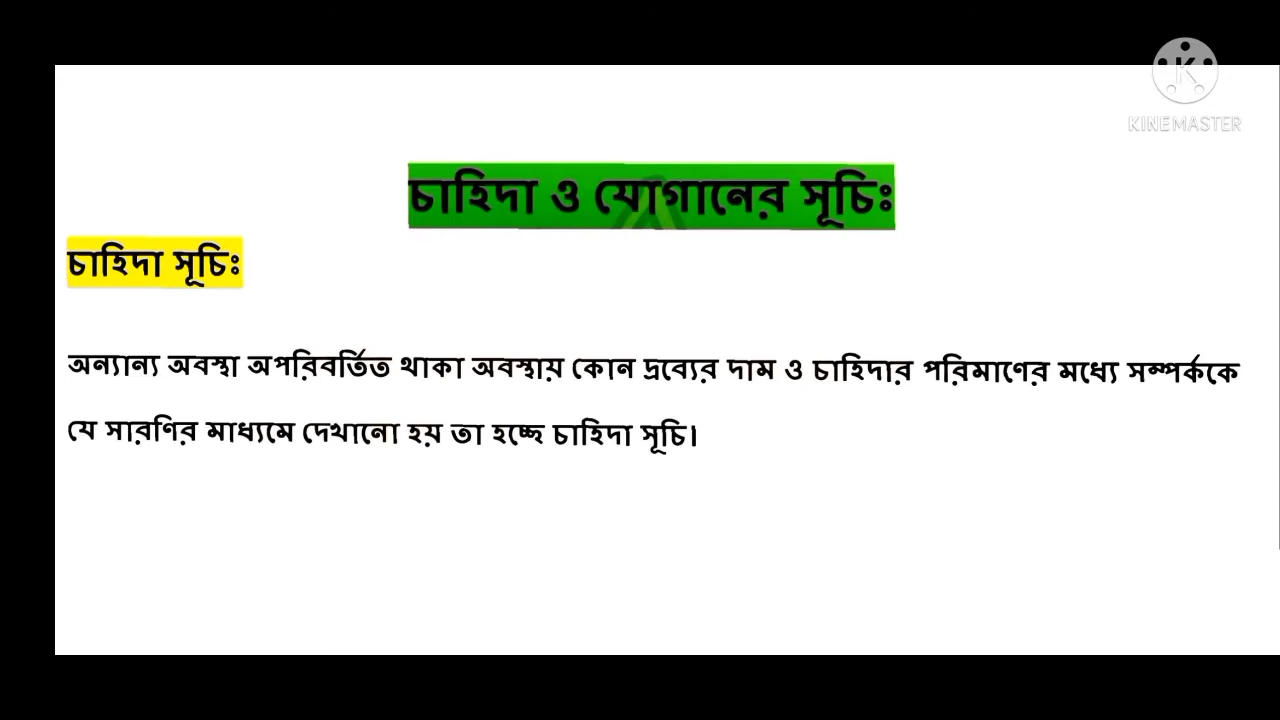 KINEMASTER
চাহিদা ও যোগানের সূচিঃ
চাহিদা সূচিঃ
অন্যান্য অবস্থা অপরিবর্তিত থাকা অবস্থায় কোন দ্রব্যের দাম ও চাহিদার পরিমাণের মধ্যে সম্পর্ককে
যে সারণির মাধ্যমে দেখানো হয় তা হচ্ছে চাহিদা সূচি।